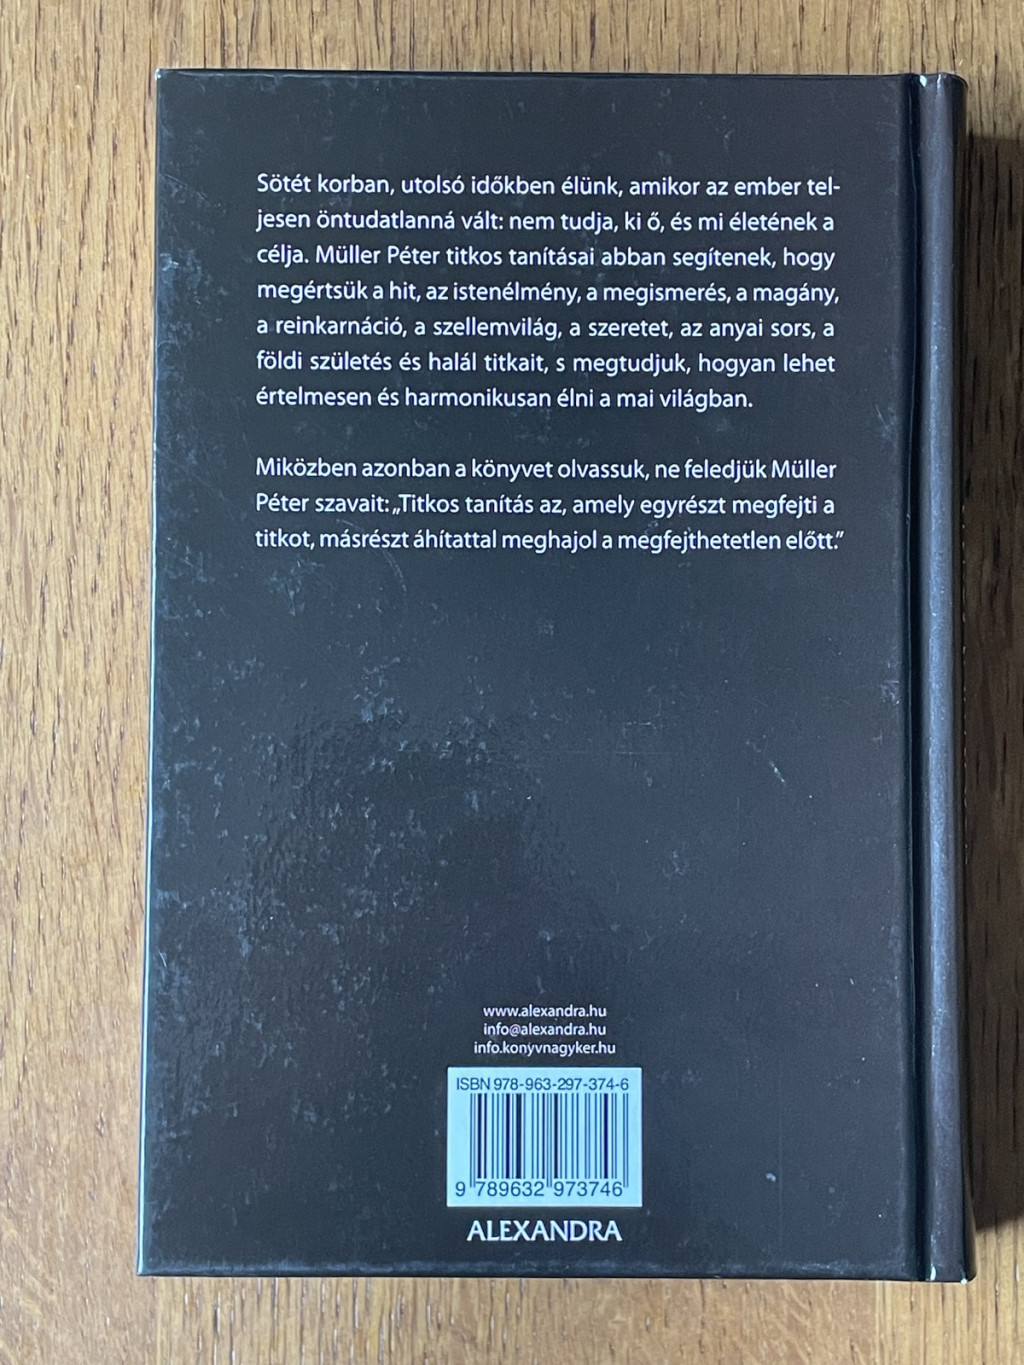 Sötét korban, utolsó időkben élünk, amikor az ember tel-
jesen öntudatlanná vált: nem tudja, ki ő, és mi életének a
célja. Müller Péter titkos tanításai abban segítenek, hogy
megértsük a hit, az istenélmény, a megismerés, a magány,
a reinkarnáció, a szellemvilág, a szeretet, az anyai sors, a
földi születés és halál titkait, s megtudjuk, hogyan lehet
értelmesen és harmonikusan élni a mai világban.
Miközben azonban a könyvet olvassuk, ne feledjük Müller
Péter szavait: „Titkos tanítás az, amely egyrészt megfejti a
titkot, másrészt áhítattal meghajol a megfejthetetlen előtt.”
www.alexandra.hu
info@alexandra.hu
info.konyvnagyker.hu
ISBN 978-963-297-374-6
9 789632 973746
ALEXANDRA